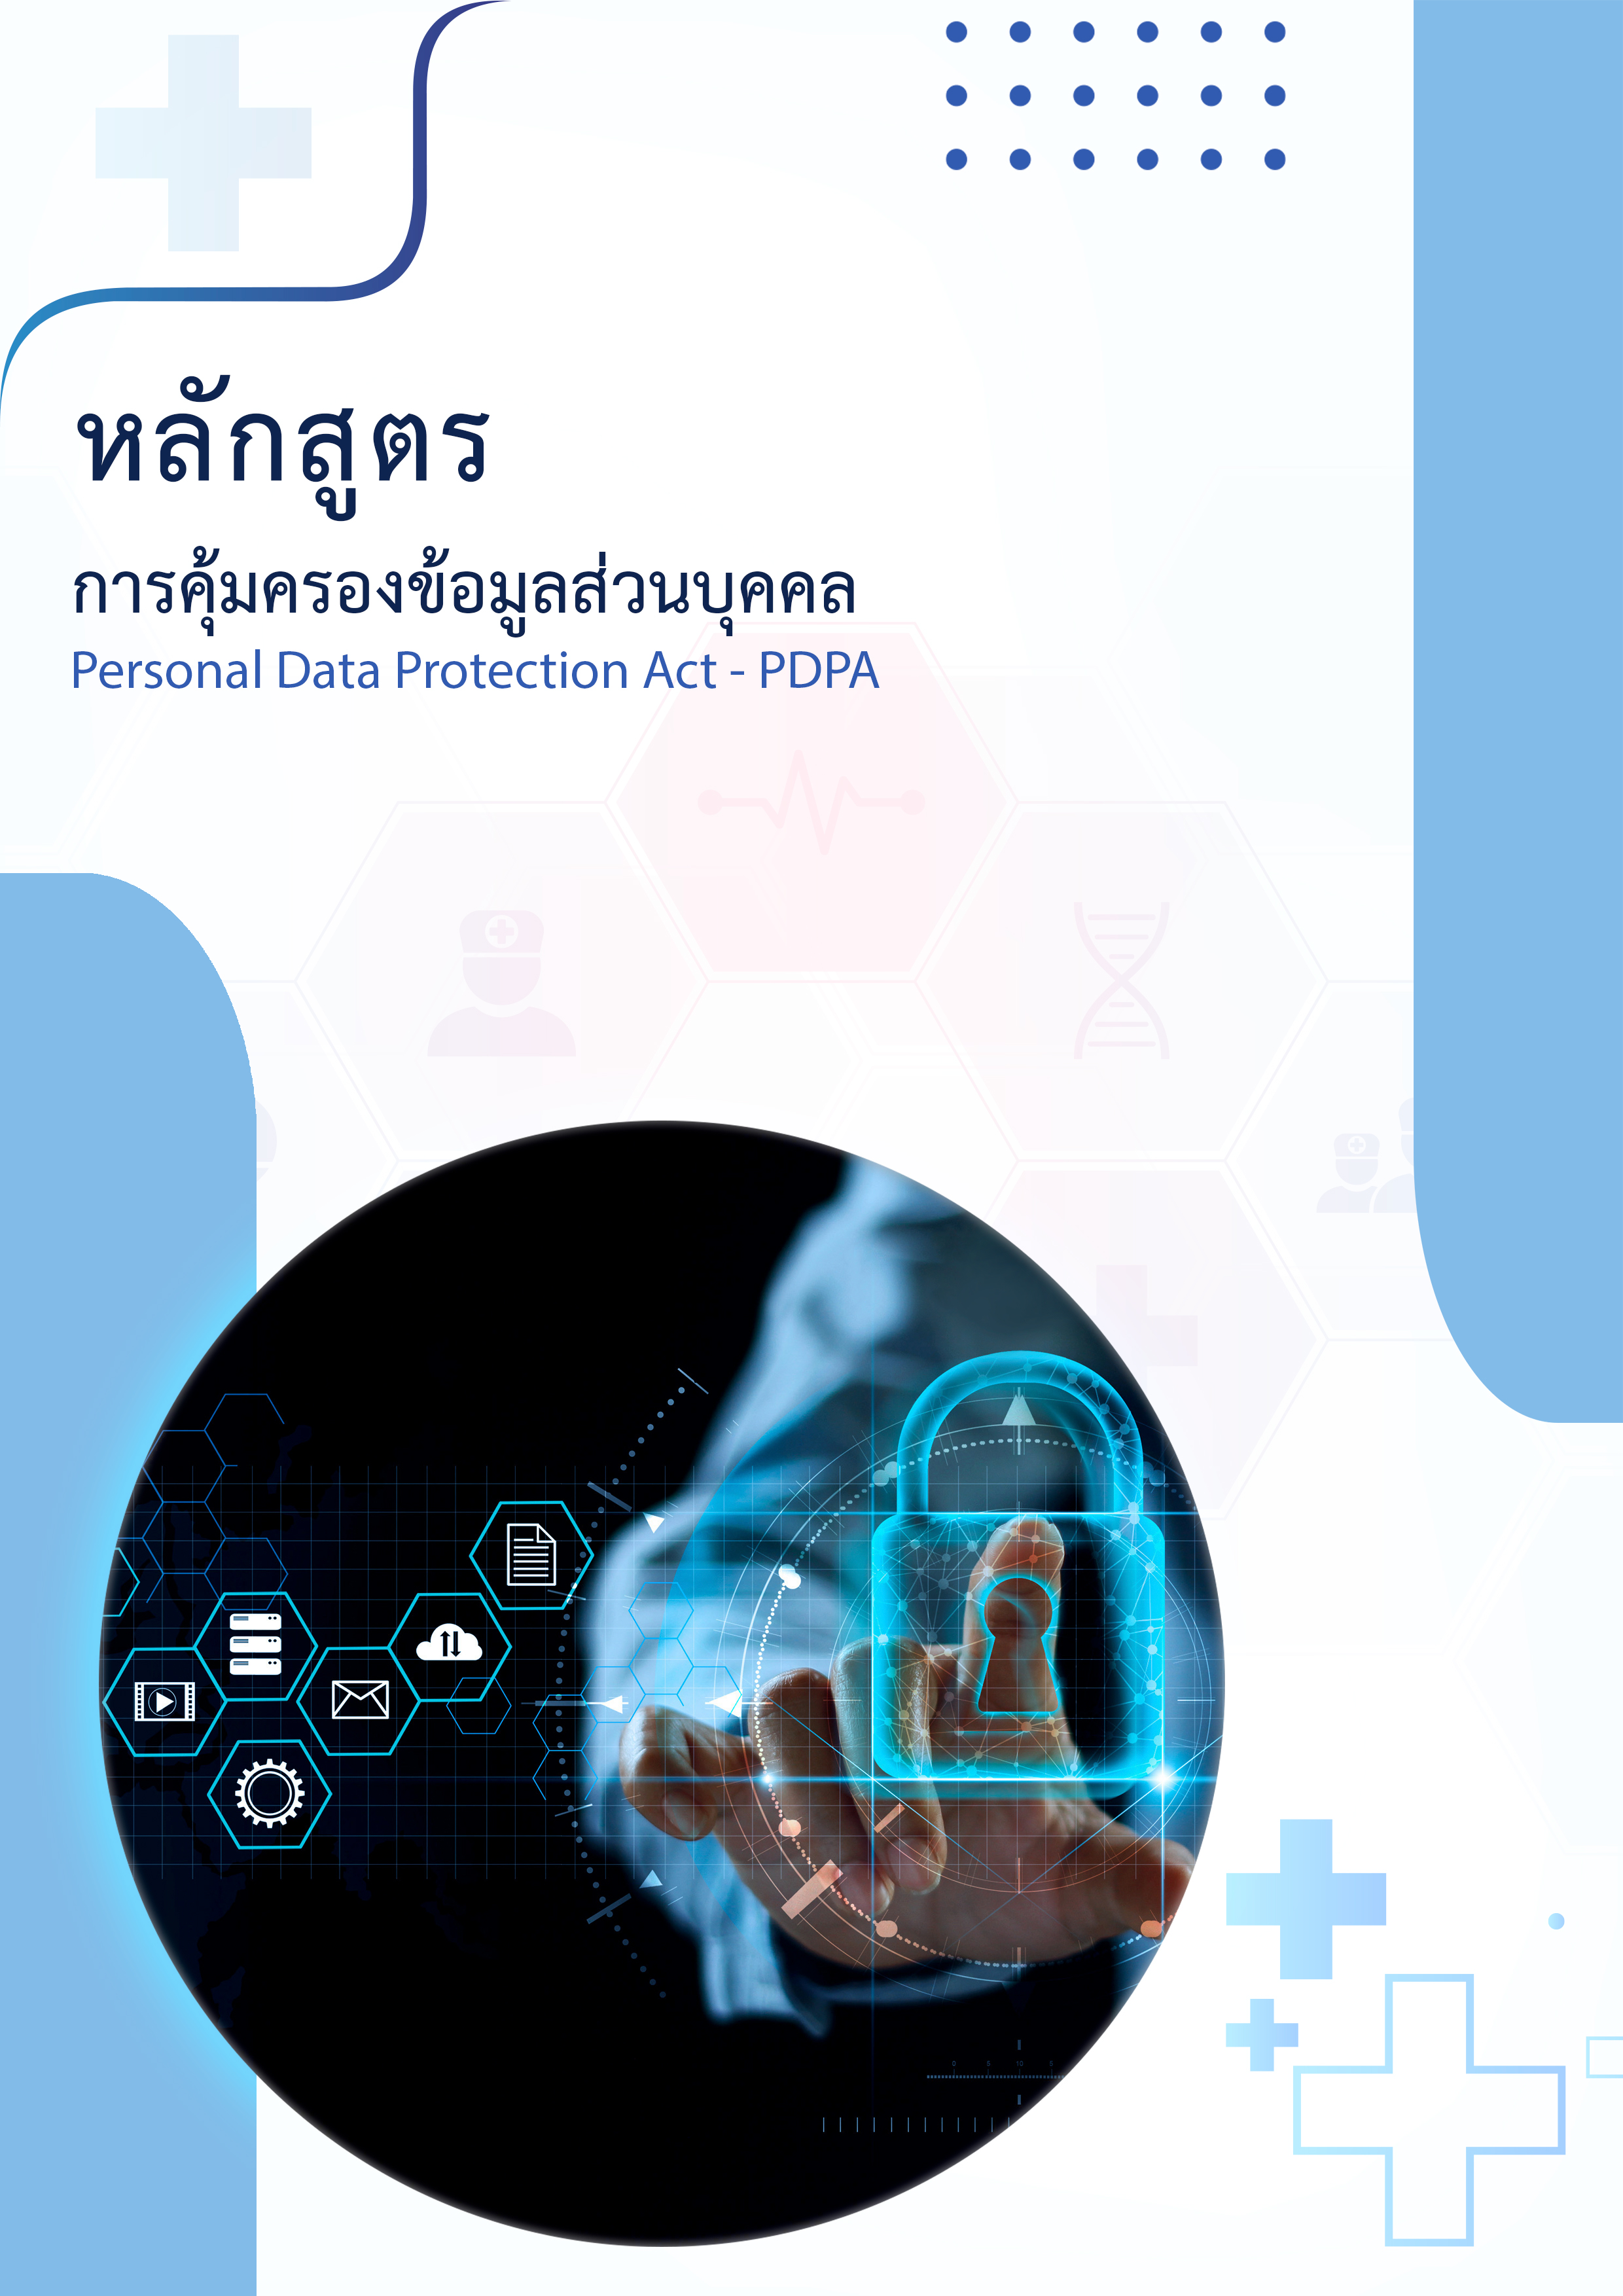 หลักสูตร
การคุ้มครองข้อมูลส่วนบุคคล
Personal Data Protection Act - PDPA